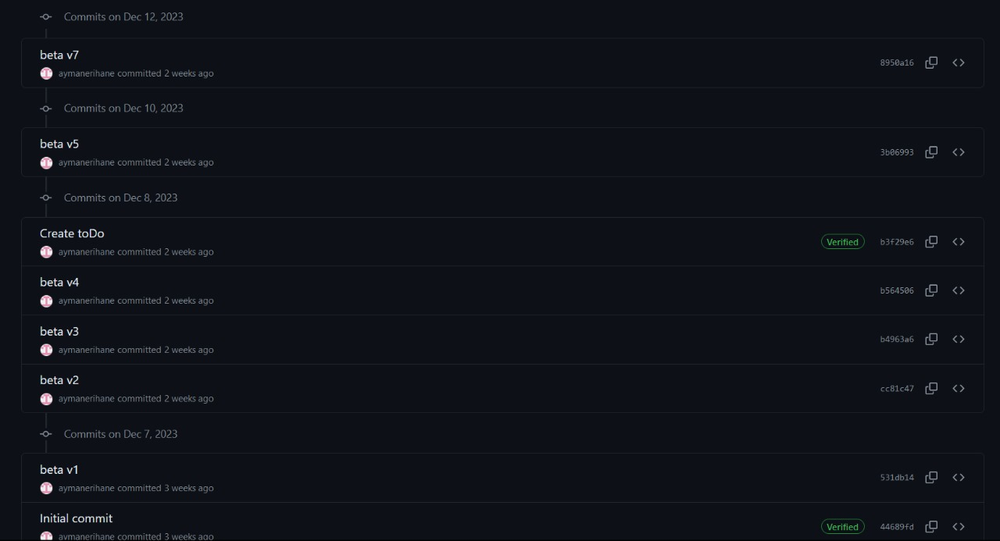 Commits on Dec 12, 2023
beta v7
8950a16
aymanerihane committed 2 weeks ago
Commits on Dec 10, 2023
beta v5
3b06993
aymanerihane committed 2 weeks ago
Commits on Dec 8, 2023
Create toDo
Verified b3f29e6
aymanerihane committed 2 weeks ago
beta v4
b564506
aymanerihane committed 2 weeks ago
beta v3
b4963a6
aymanerihane committed 2 weeks ago
beta v2
cc81c47
aymanerihane committed 2 weeks ago
Commits on Dec 7, 2023
beta v1
531db14
aymanerihane committed 3 weeks ago
Initial commit
Verified 44689fd
aymanerihane committed 3 weeks ago